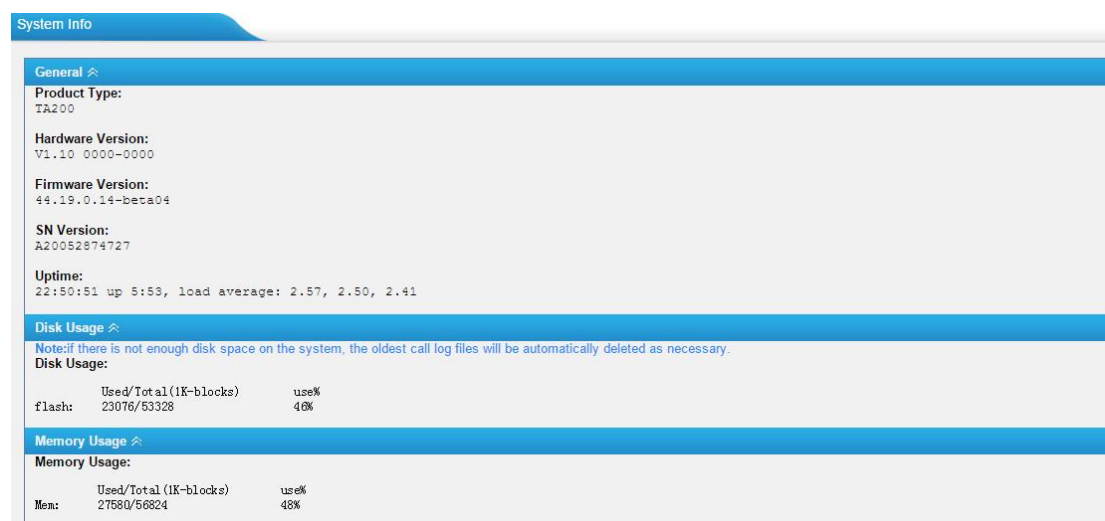 System Info
General
Product Type:
TA200
Hardware Version:
V1.10 0000-0000
Firmware Version:
44.19.0.14-beta04
SN Version:
A20052874727
Uptime:
22:50:51 up 5:53, load average: 2.57, 2.50, 2.41
Disk Usage
Note:if there is not enough disk space on the system, the oldest call log files will be automatically deleted as necessary.
Disk Usage:
Used/Total(1K-blocks) use%
flash: 23076/53328 46%
Memory Usage
Memory Usage:
Used/Total(1K-blocks) use%
Mem: 27580/56824 48%